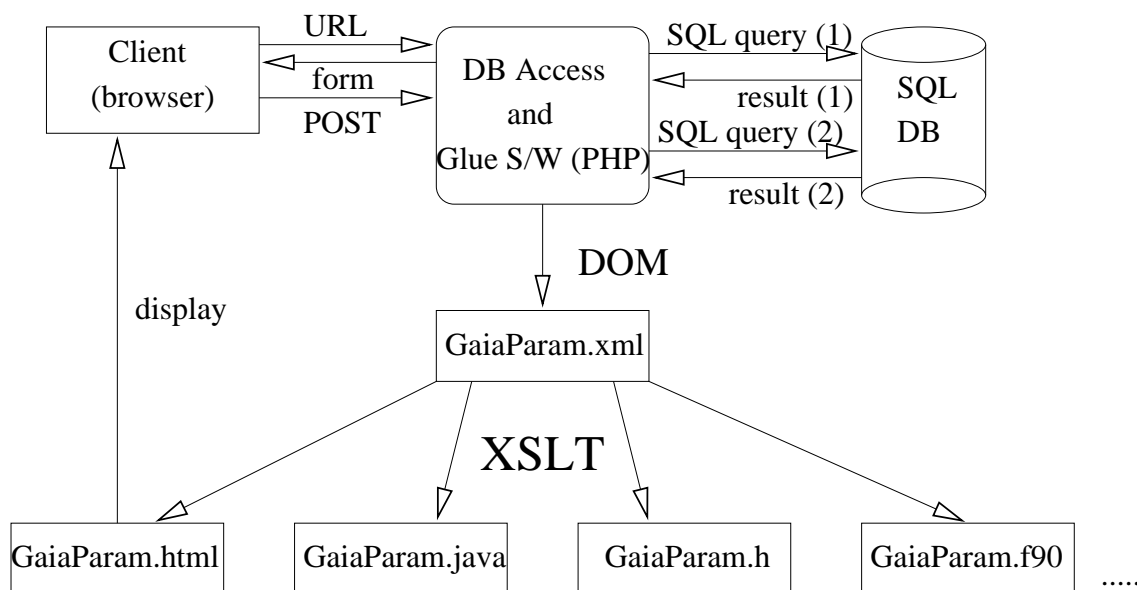 Client
(browser)
URL
form
POST
DB Access
and
Glue S/W (PHP)
SQL query (1)
result (1)
SQL query (2)
result (2)
SQL
DB
DOM
display
GaiaParam.xml
XSLT
GaiaParam.html
GaiaParam.java
GaiaParam.h
GaiaParam.f90
.....